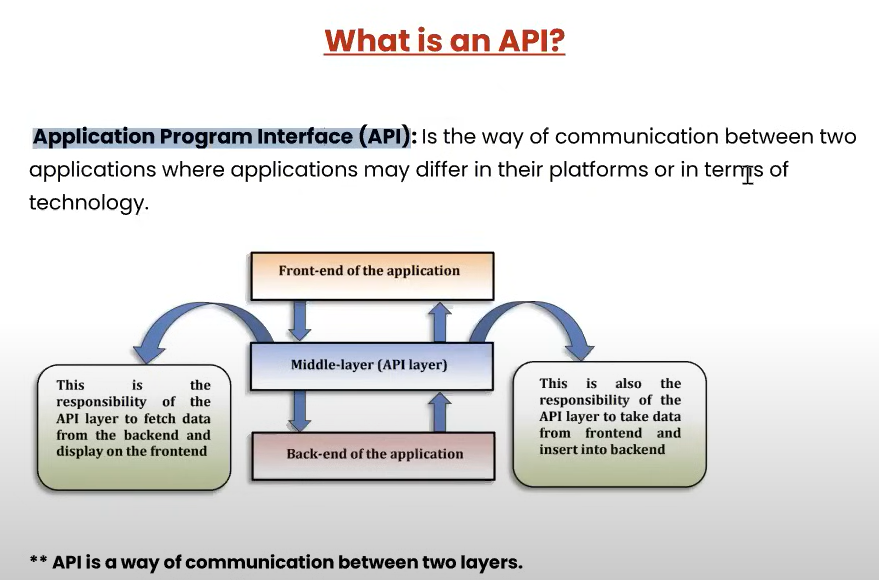 What is an API?
Application Program Interface (API): Is the way of communication between two
applications where applications may differ in their platforms or in terms of
technology.
Front-end of the application
Middle-layer (API layer)
Back-end of the application
This is the
responsibility of the
API layer to fetch data
from the backend and
display on the frontend
This is also the
responsibility of the
API layer to take data
from frontend and
insert into backend
** API is a way of communication between two layers.